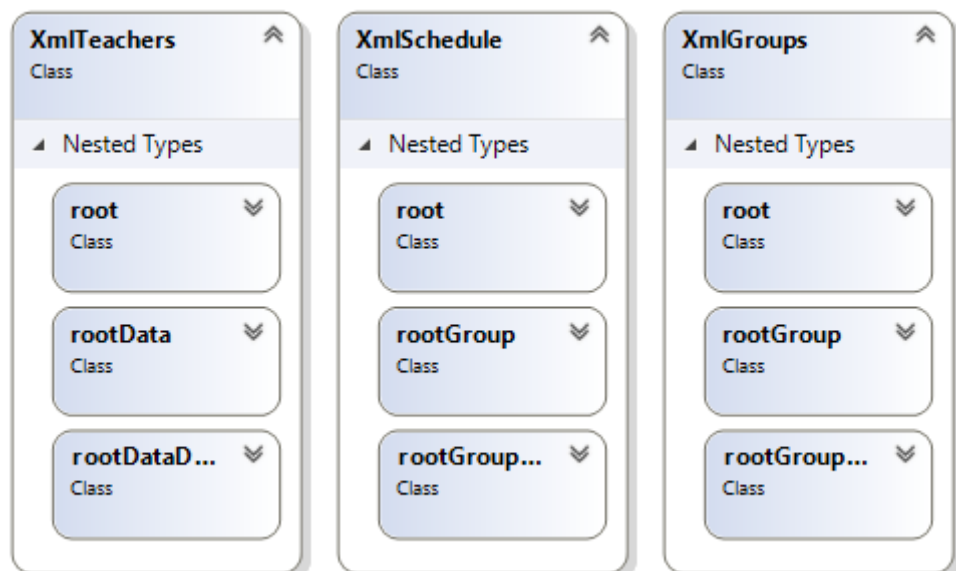 XmlTeachers
Class
Nested Types
root
Class
rootData
Class
rootDataD...
Class
XmlSchedule
Class
Nested Types
root
Class
rootGroup
Class
rootGroup...
Class
XmlGroups
Class
Nested Types
root
Class
rootGroup
Class
rootGroup...
Class